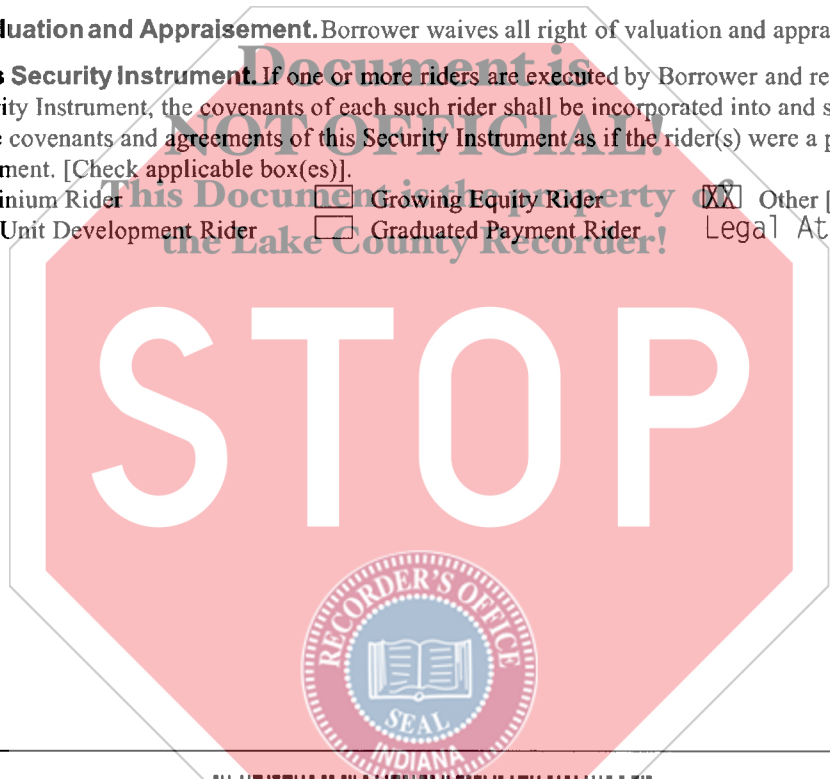 luation and Appraisement. Borrower waives all right of valuation and appra
Document is
s Security Instrument. If one or more riders are executed by Borrower and re
rity Instrument, the covenants of each such rider shall be incorporated into and s
NOT OFFICIAL!
e covenants and agreements of this Security Instrument as if the rider(s) were a p
ment. [Check applicable box(es)].
This Document is the property of
inium Rider Growing Equity Rider XX Other [
Unit Development Rider Graduated Payment Rider Legal At
the Lake County Recorder!
STOP
RECORDER'S OFFICE
SEAL
INDIANA